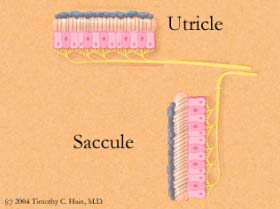 Utricle
Saccule
(c) 2004 Timothy C. Hain, M.D.